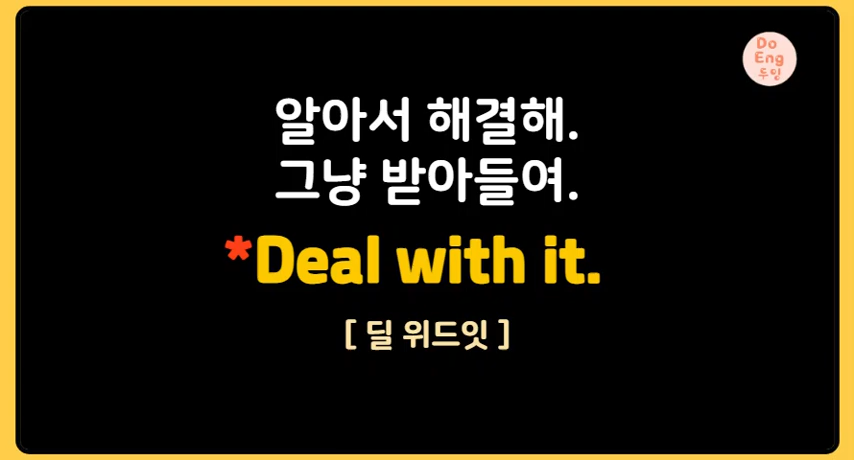 Do
Eng
두잉
알아서 해결해.
그냥 받아들여.
*Deal with it.
[ 딜 위드잇 ]